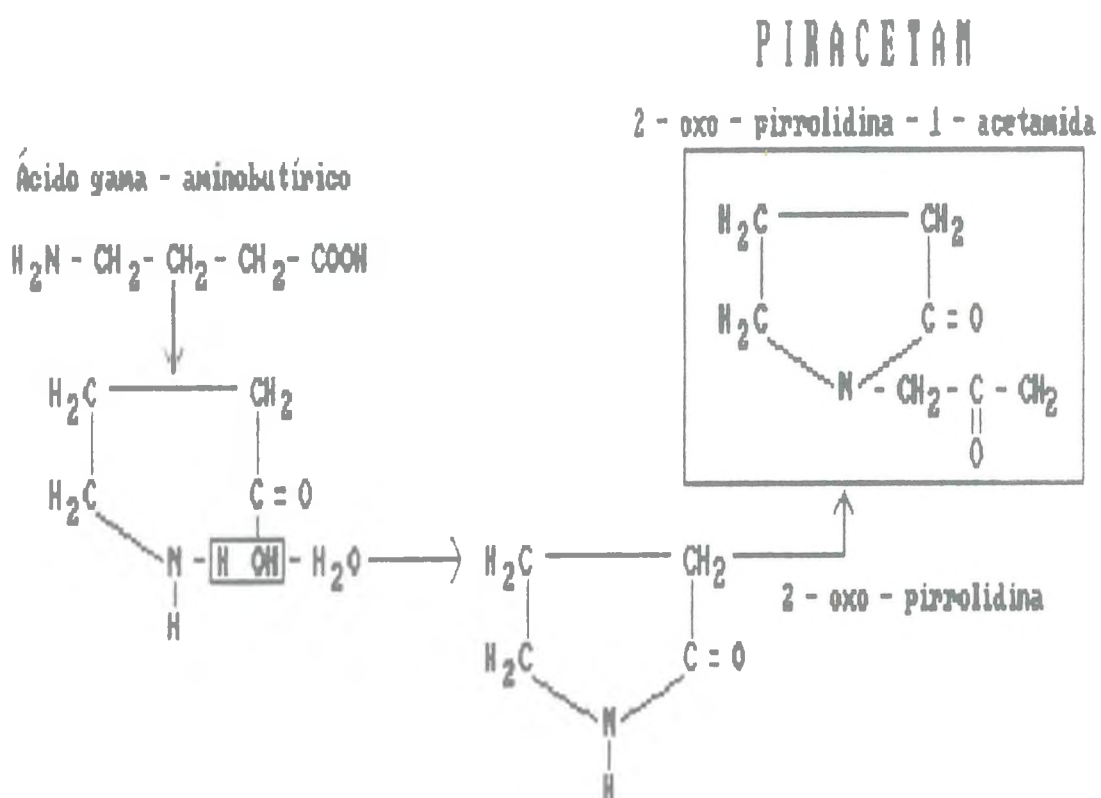 PIRACETAM
2 - oxo - pirrolidina - 1 - acetamida
Ácido gama - aminobutírico
H₂N - CH₂ - CH₂ - CH₂ - COOH
H₂C CH₂
H₂C C = O
N - CH₂ - C - CH₂
O
H₂C CH₂
H₂C C = O
N - H OH - H₂O
H
H₂C CH₂
2 - oxo - pirrolidina
H₂C C = O
N
H